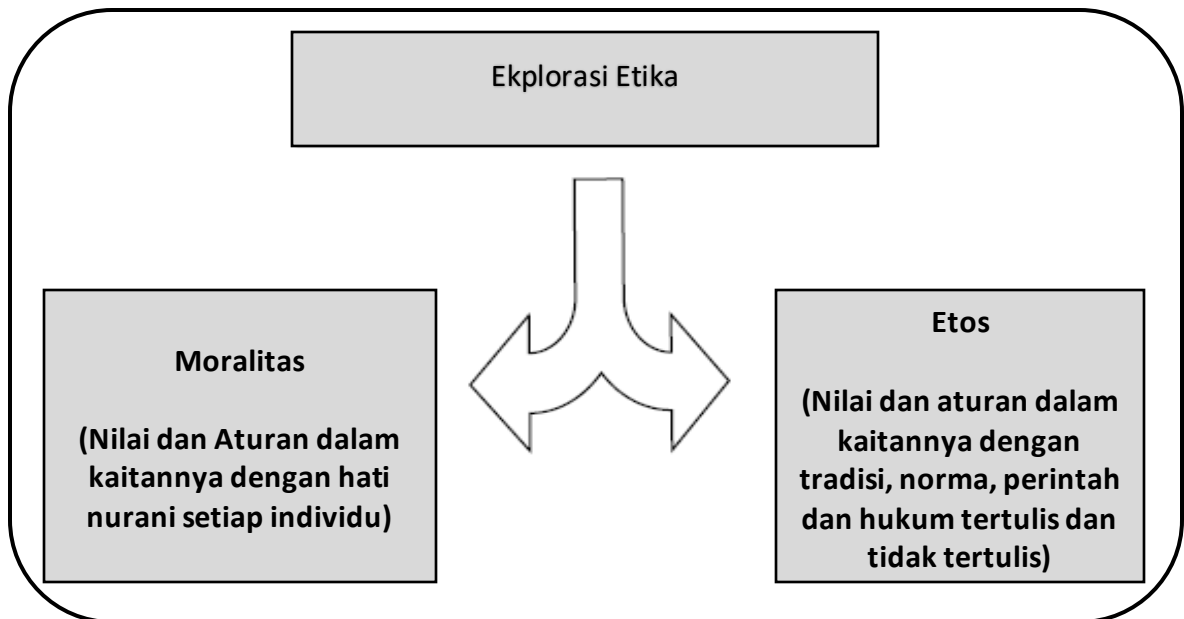 Ekplorasi Etika
Moralitas
(Nilai dan Aturan dalam
kaitannya dengan hati
nurani setiap individu)
Etos
(Nilai dan aturan dalam
kaitannya dengan
tradisi, norma, perintah
dan hukum tertulis dan
tidak tertulis)